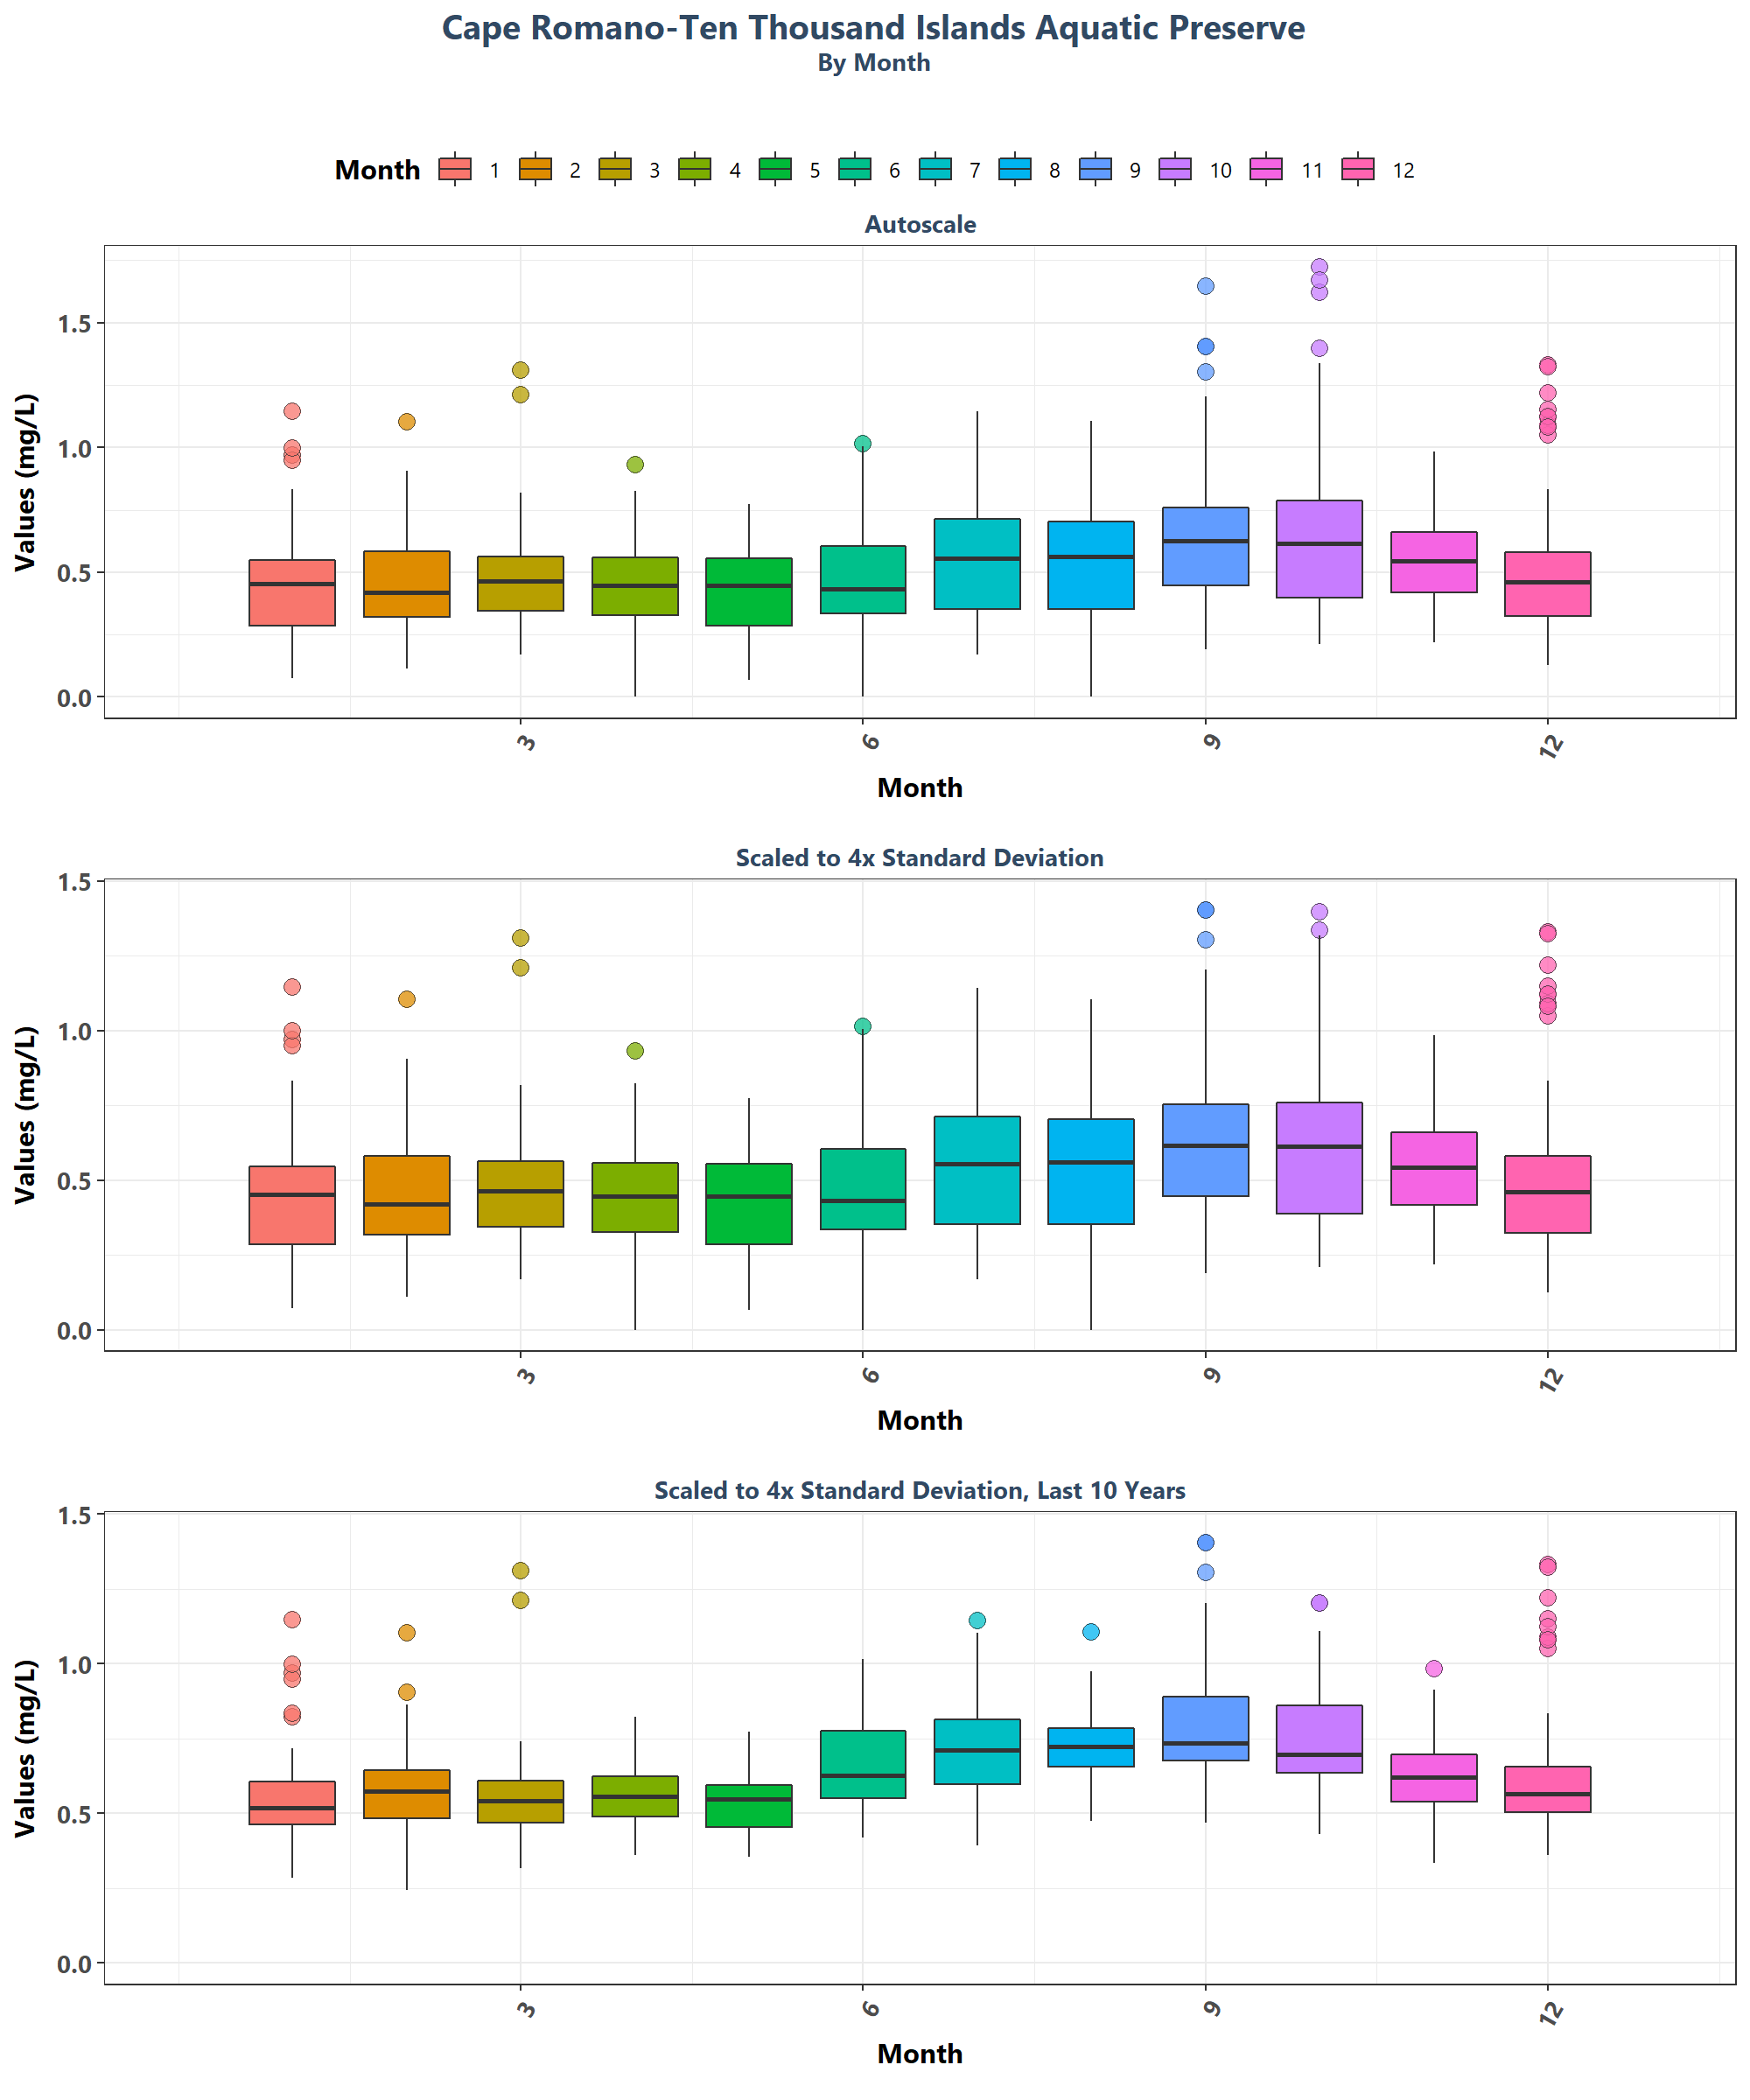 Cape Romano-Ten Thousand Islands Aquatic Preserve
By Month
Month 1 2 3 4 5 6 7 8 9 10 11 12
Autoscale
Values (mg/L)
1.5
1.0
0.5
0.0
3 6 9 12
Month
Scaled to 4x Standard Deviation
Values (mg/L)
1.5
1.0
0.5
0.0
3 6 9 12
Month
Scaled to 4x Standard Deviation, Last 10 Years
Values (mg/L)
1.5
1.0
0.5
0.0
3 6 9 12
Month